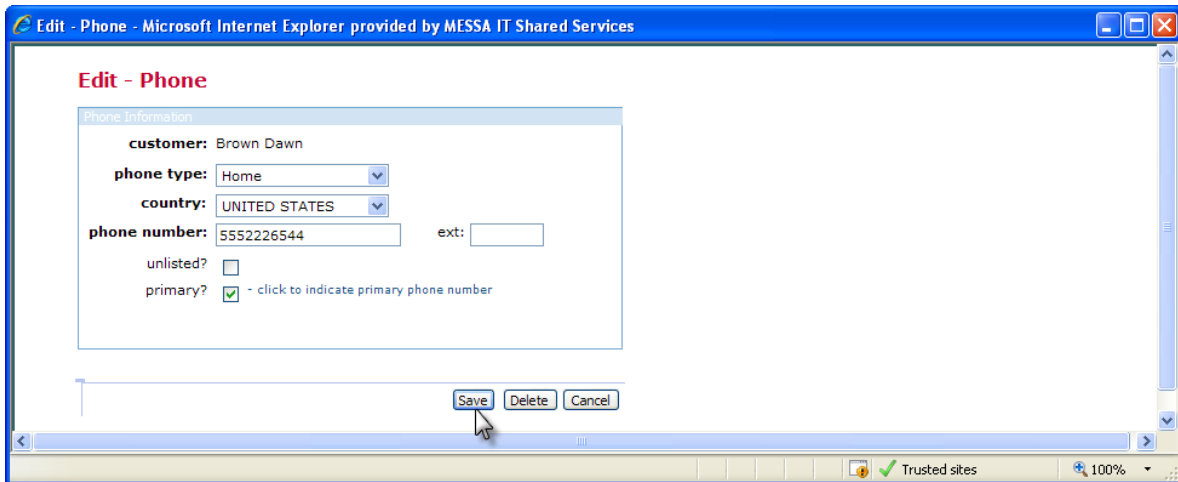 Edit - Phone - Microsoft Internet Explorer provided by MESSA IT Shared Services
Edit - Phone
Phone Information
customer: Brown Dawn
phone type: Home
country: UNITED STATES
phone number: 5552226544 ext:
unlisted?
primary? - click to indicate primary phone number
Save Delete Cancel
Trusted sites 100%